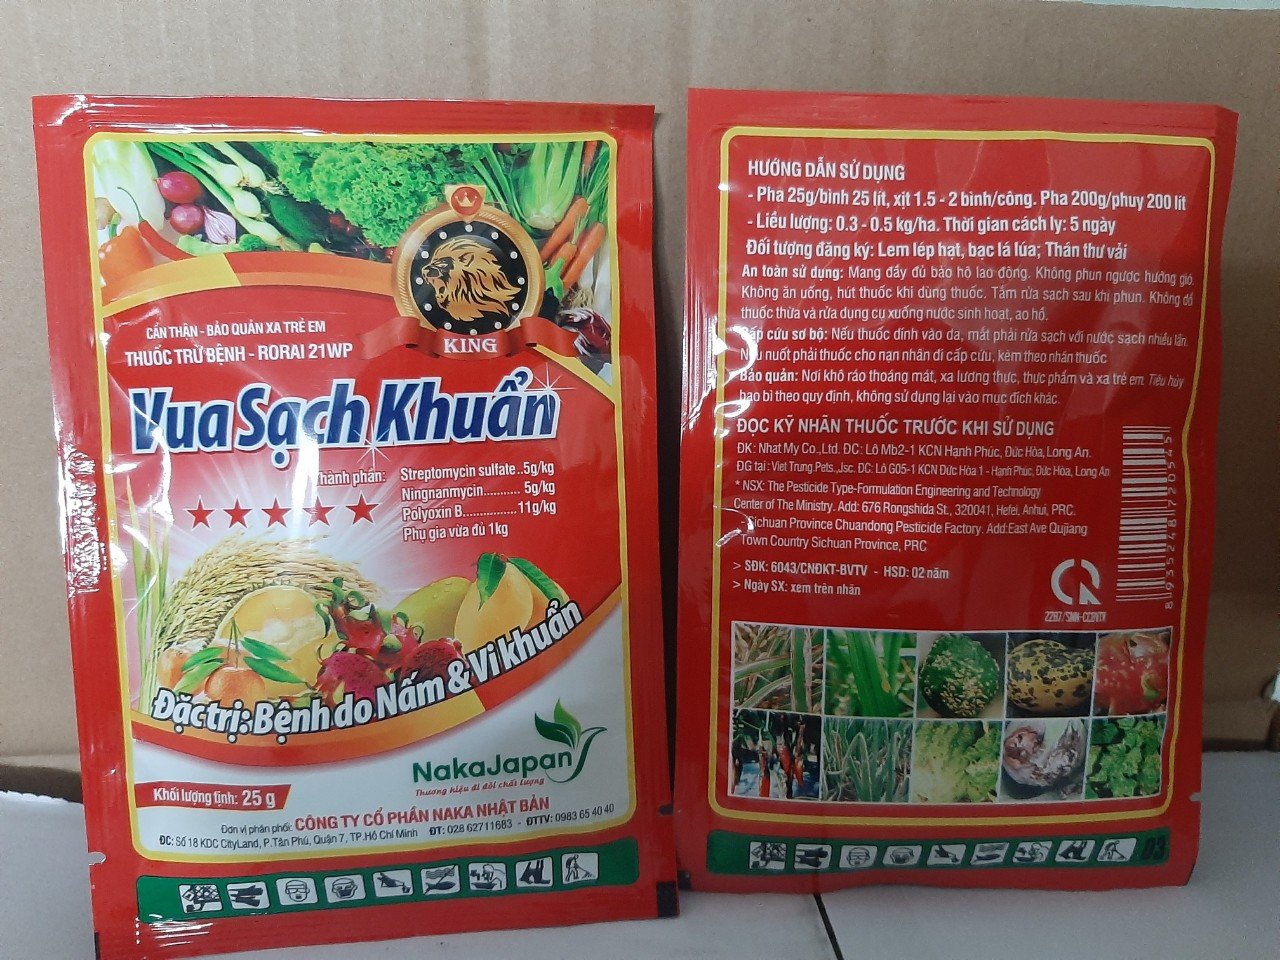 KING
CẨN THẬN - BẢO QUẢN XA TRẺ EM
THUỐC TRỪ BỆNH - RORAI 21WP
Vua Sạch Khuẩn
Thành phần:
Streptomycin sulfate..5g/kg
Ningnanmycin........... 5g/kg
Polyoxin B................11g/kg
Phụ gia vừa đủ 1kg
Đặc trị: Bệnh do Nấm & Vi khuẩn
NakaJapan
Thương hiệu đi đôi chất lượng
Khối lượng tịnh: 25 g
Đơn vị phân phối: CÔNG TY CỔ PHẦN NAKA NHẬT BẢN
ĐC: Số 18 KDC CityLand, P.Tân Phú, Quận 7, TP.Hồ Chí Minh ĐT: 028 62711683 - ĐTTV: 0983 65 40 40
HƯỚNG DẪN SỬ DỤNG
- Pha 25g/bình 25 lít, xịt 1.5 - 2 bình/công. Pha 200g/phuy 200 lít
- Liều lượng: 0.3 - 0.5 kg/ha. Thời gian cách ly: 5 ngày
Đối tượng đăng ký: Lem lép hạt, bạc lá lúa; Thán thư vải
An toàn sử dụng: Mang đầy đủ bảo hộ lao động. Không phun ngược hướng gió.
Không ăn uống, hút thuốc khi dùng thuốc. Tắm rửa sạch sau khi phun. Không đổ
thuốc thừa và rửa dụng cụ xuống nước sinh hoạt, ao hồ.
Cấp cứu sơ bộ: Nếu thuốc dính vào da, mắt phải rửa sạch với nước sạch nhiều lần.
Nếu nuốt phải thuốc cho nạn nhân đi cấp cứu, kèm theo nhãn thuốc
Bảo quản: Nơi khô ráo thoáng mát, xa lương thực, thực phẩm và xa trẻ em. Tiêu hủy
bao bì theo quy định, không sử dụng lại vào mục đích khác.
ĐỌC KỸ NHÃN THUỐC TRƯỚC KHI SỬ DỤNG
ĐK: Nhat My Co.,Ltd. ĐC: Lô Mb2-1 KCN Hạnh Phúc, Đức Hòa, Long An.
ĐG tại: Viet Trung.Pets.,Jsc. ĐC: Lô G05-1 KCN Đức Hòa 1 - Hạnh Phúc, Đức Hòa, Long An
* NSX: The Pesticide Type-Formulation Engineering and Technology
Center of The Ministry. Add: 676 Rongshida St., 320041, Hefei, Anhui, PRC.
Sichuan Province Chuandong Pesticide Factory. Add:East Ave Qujiang
Town Country Sichuan Province, PRC
> SĐK: 6043/CNĐKT-BVTV - HSD: 02 năm
> Ngày SX: xem trên nhãn
2287/SNN-CCBVTV
8 935248 720545
03